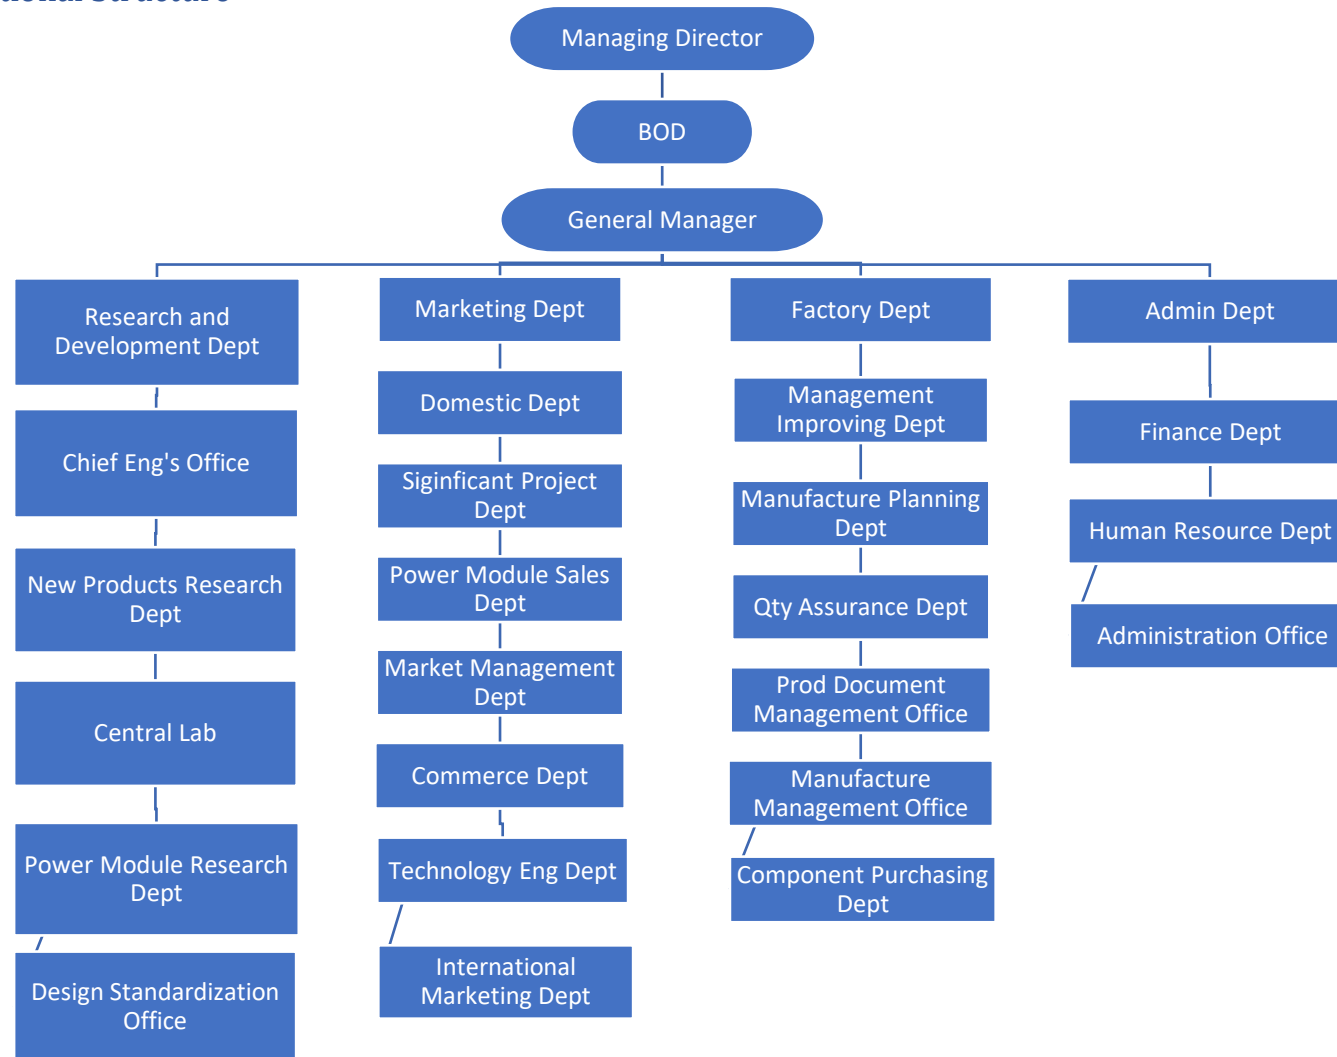 Managing Director
BOD
General Manager
Research and
Development Dept
Chief Eng's Office
New Products Research
Dept
Central Lab
Power Module Research
Dept
Design Standardization
Office
Marketing Dept
Domestic Dept
Siginficant Project
Dept
Power Module Sales
Dept
Market Management
Dept
Commerce Dept
Technology Eng Dept
International
Marketing Dept
Factory Dept
Management
Improving Dept
Manufacture Planning
Dept
Qty Assurance Dept
Prod Document
Management Office
Manufacture
Management Office
Component Purchasing
Dept
Admin Dept
Finance Dept
Human Resource Dept
Administration Office